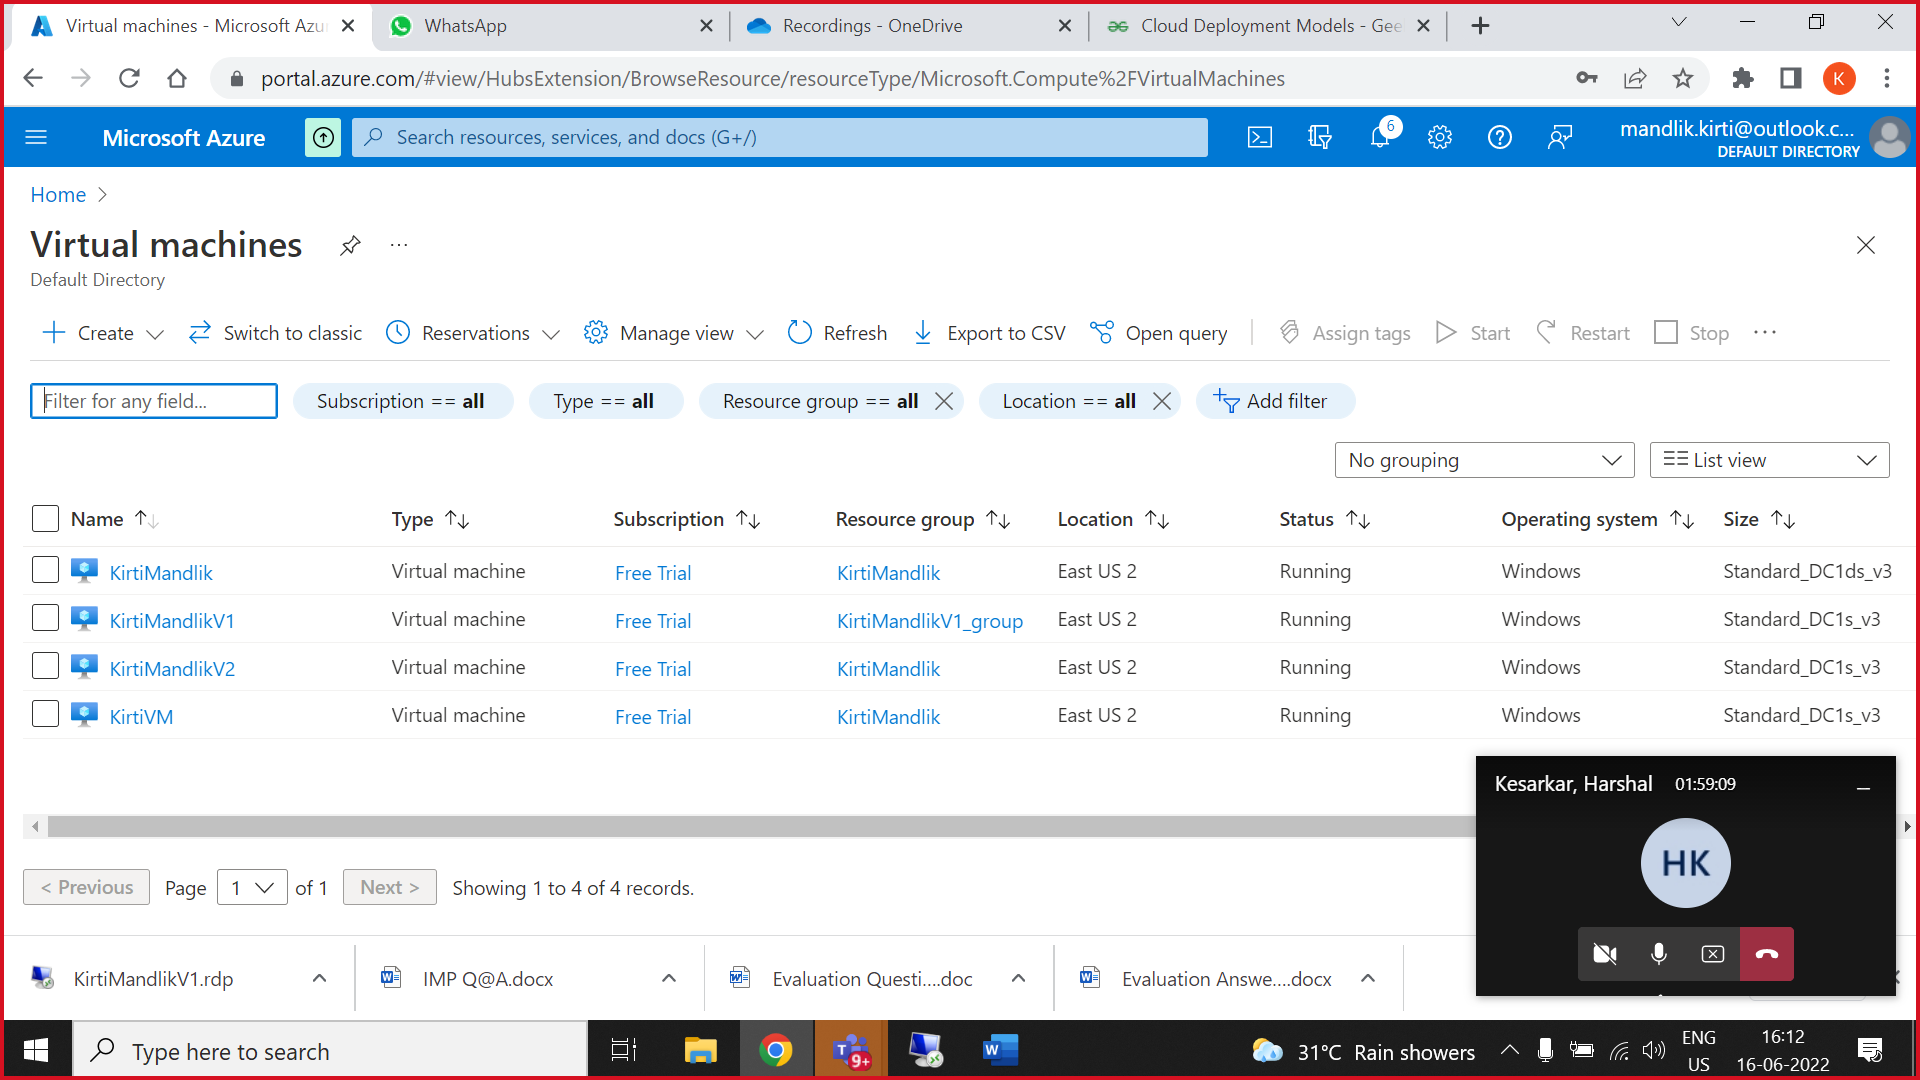 Virtual machines - Microsoft Azu
WhatsApp
Recordings - OneDrive
Cloud Deployment Models - Gee
portal.azure.com/#view/HubsExtension/BrowseResource/resourceType/Microsoft.Compute%2FVirtualMachines
K
Microsoft Azure
Search resources, services, and docs (G+/)
6
mandlik.kirti@outlook.c...
DEFAULT DIRECTORY
Home
Virtual machines
...
Default Directory
Create
Switch to classic
Reservations
Manage view
Refresh
Export to CSV
Open query
Assign tags
Start
Restart
Stop
...
Filter for any field...
Subscription == all
Type == all
Resource group == all
Location == all
Add filter
No grouping
List view
Name Type Subscription Resource group Location Status Operating system Size
KirtiMandlik Virtual machine Free Trial KirtiMandlik East US 2 Running Windows Standard_DC1ds_v3
KirtiMandlikV1 Virtual machine Free Trial KirtiMandlikV1_group East US 2 Running Windows Standard_DC1s_v3
KirtiMandlikV2 Virtual machine Free Trial KirtiMandlik East US 2 Running Windows Standard_DC1s_v3
KirtiVM Virtual machine Free Trial KirtiMandlik East US 2 Running Windows Standard_DC1s_v3
Kesarkar, Harshal 01:59:09
HK
< Previous Page 1 of 1 Next > Showing 1 to 4 of 4 records.
KirtiMandlikV1.rdp
IMP Q@A.docx
Evaluation Questi....doc
Evaluation Answe....docx
Type here to search
T
9+
W
31°C Rain showers
ENG
US
16:12
16-06-2022